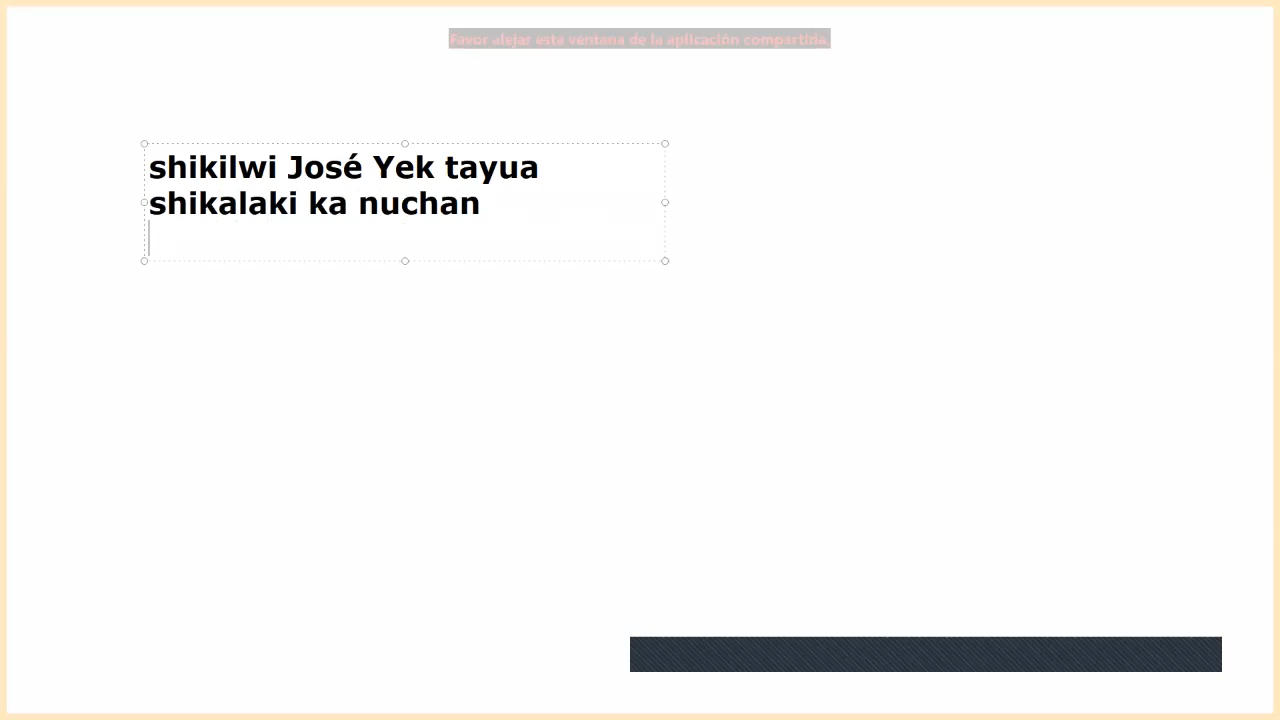 Favor alejar esta ventana de la aplicación compartida.
shikilwi José Yek tayua
shikalaki ka nuchan